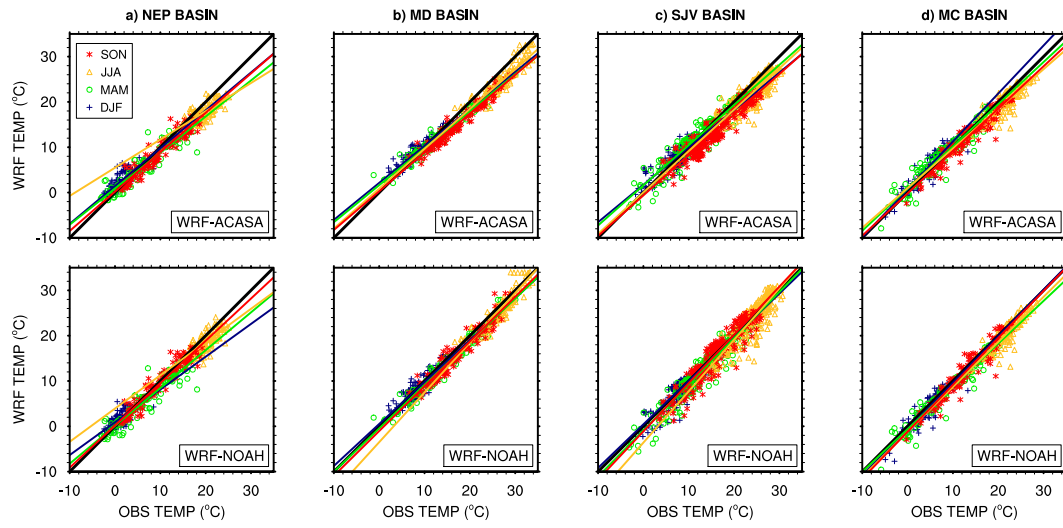 a) NEP BASIN b) MD BASIN c) SJV BASIN d) MC BASIN
SON
JJA
MAM
DJF
WRF TEMP (°C)
30
20
10
0
-10
WRF-ACASA WRF-ACASA WRF-ACASA WRF-ACASA
WRF TEMP (°C)
30
20
10
0
-10
WRF-NOAH WRF-NOAH WRF-NOAH WRF-NOAH
-10 0 10 20 30 -10 0 10 20 30 -10 0 10 20 30 -10 0 10 20 30
OBS TEMP (°C) OBS TEMP (°C) OBS TEMP (°C) OBS TEMP (°C)